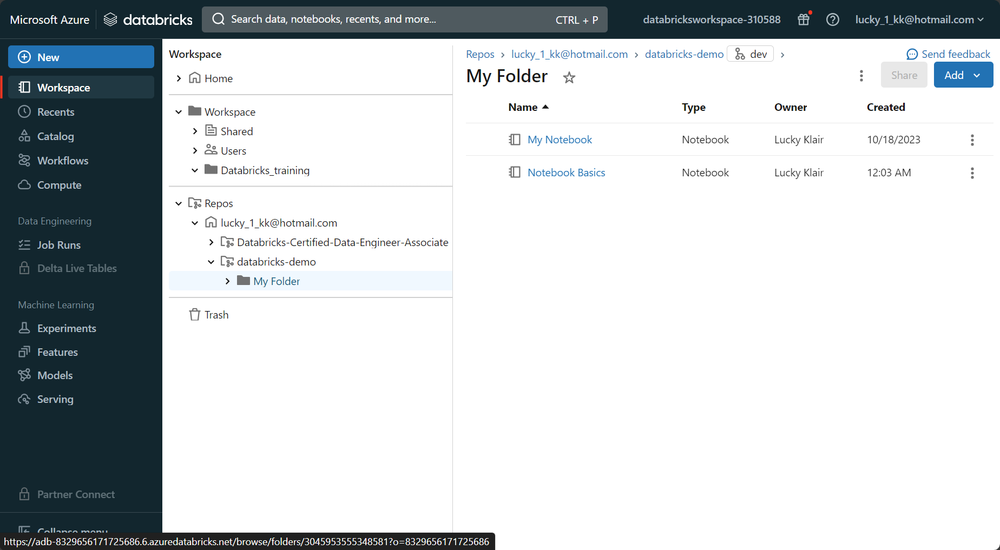 Microsoft Azure databricks Search data, notebooks, recents, and more... CTRL + P databricksworkspace-310588 lucky_1_kk@hotmail.com
New
Workspace
Recents
Catalog
Workflows
Compute
Data Engineering
Job Runs
Delta Live Tables
Machine Learning
Experiments
Features
Models
Serving
Partner Connect
Collapse menu
Workspace
Home
Workspace
Shared
Users
Databricks_training
Repos
lucky_1_kk@hotmail.com
Databricks-Certified-Data-Engineer-Associate
databricks-demo
My Folder
Trash
Repos > lucky_1_kk@hotmail.com > databricks-demo dev > Send feedback
My Folder Share Add
Name Type Owner Created
My Notebook Notebook Lucky Klair 10/18/2023
Notebook Basics Notebook Lucky Klair 12:03 AM
https://adb-8329656171725686.6.azuredatabricks.net/browse/folders/3045953555348581?o=8329656171725686